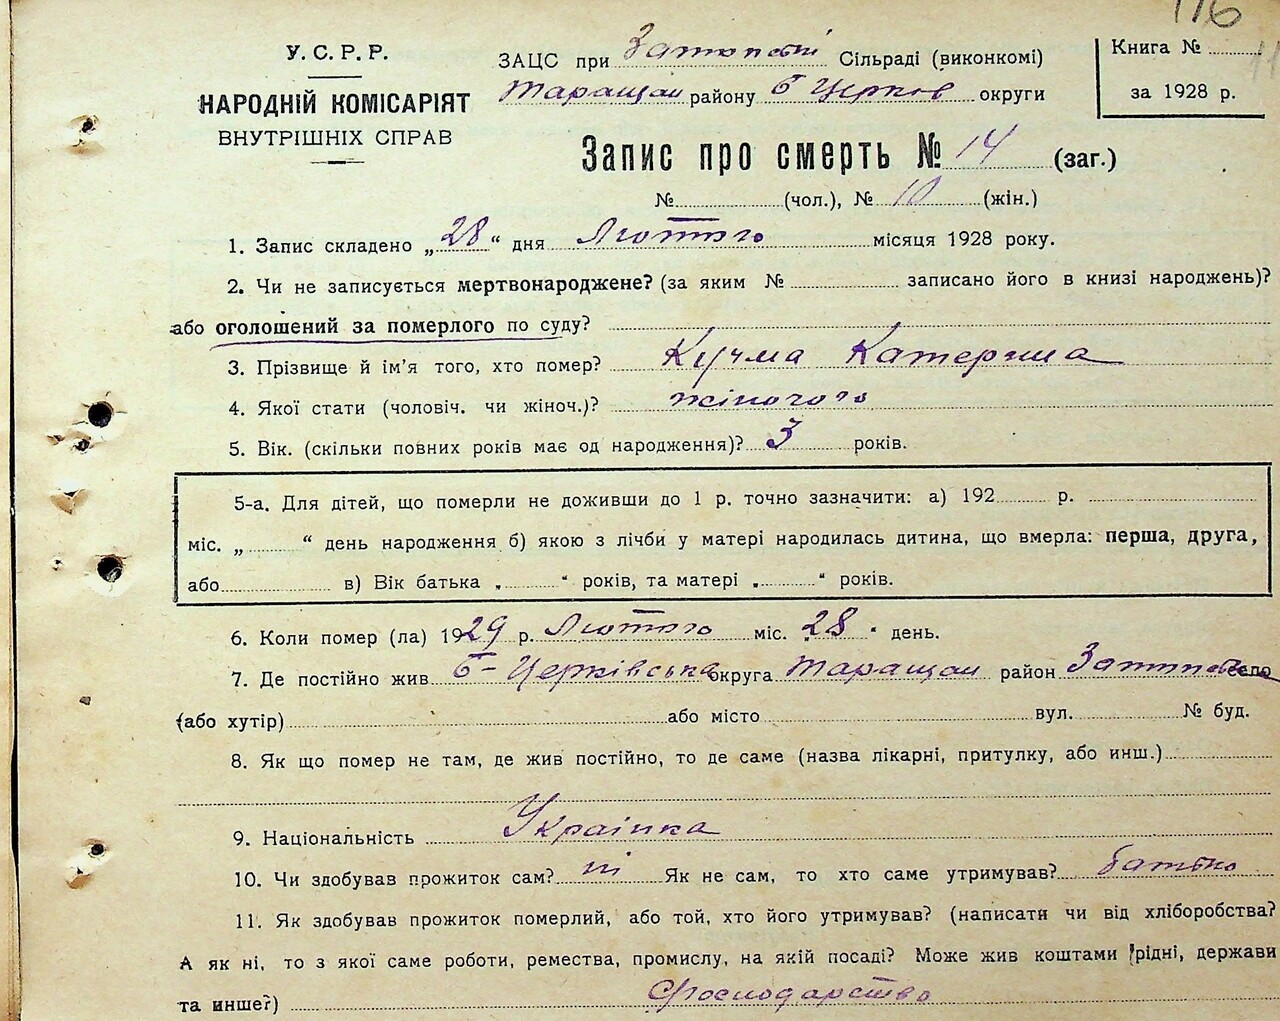 116
У.С.Р.Р.
НАРОДНІЙ КОМІСАРІЯТ
ВНУТРІШНІХ СПРАВ
ЗАЦС при Сільраді (виконкомі)
Таращан району Б Церков округи
Книга №
за 1928 р.
Запис про смерть № 14 (заг.)
№ (чол.), № 10 (жін.)
1. Запис складено „28“ дня Лютого місяця 1928 року.
2. Чи не записується мертвонароджене? (за яким № записано його в книзі народжень)?
або оголошений за померлого по суду?
3. Прізвище й ім'я того, хто помер? Кучма Катерина
4. Якої стати (чоловіч. чи жіноч.)? жіночого
5. Вік. (скільки повних років має од народження)? 3 років.
5-а. Для дітей, що померли не доживши до 1 р. точно зазначити: а) 192 р.
міс. „ “ день народження б) якою з лічби у матері народилась дитина, що вмерла: перша, друга,
або в) Вік батька „ “ років, та матері „ “ років.
6. Коли помер (ла) 1929 р. Лютого міс. „28“ день.
7. Де постійно жив Б-Церківська округа Таращан район село
(або хутір) або місто вул. № буд.
8. Як що помер не там, де жив постійно, то де саме (назва лікарні, притулку, або инш.)
9. Національність Українка
10. Чи здобував прожиток сам? ні Як не сам, то хто саме утримував? батько
11. Як здобував прожиток померлий, або той, хто його утримував? (написати чи від хліборобства?
А як ні, то з якої саме роботи, ремества, промислу, на якій посаді? Може жив коштами рідні, держави
та инше?) Господарство